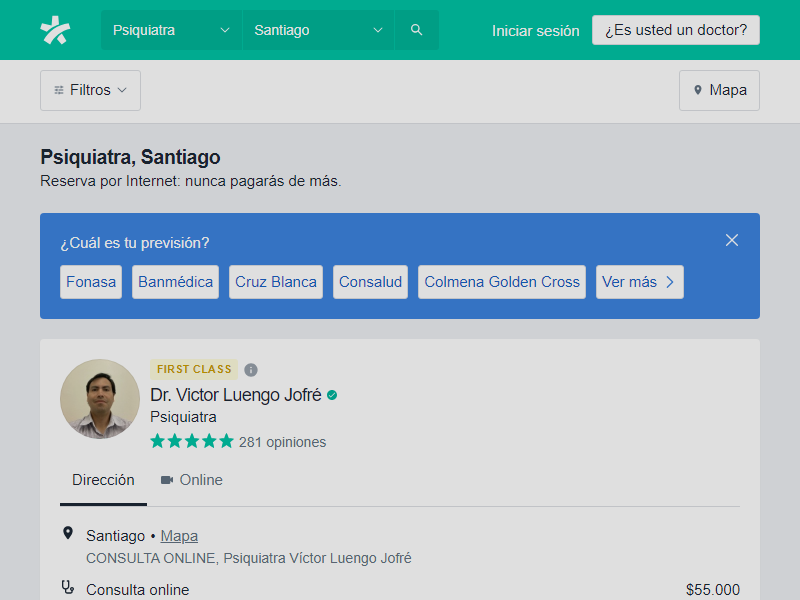 Psiquiatra Santiago Iniciar sesión ¿Es usted un doctor?
Filtros Mapa
Psiquiatra, Santiago
Reserva por Internet: nunca pagarás de más.
¿Cuál es tu previsión?
Fonasa Banmédica Cruz Blanca Consalud Colmena Golden Cross Ver más
FIRST CLASS
Dr. Victor Luengo Jofré
Psiquiatra
281 opiniones
Dirección Online
Santiago • Mapa
CONSULTA ONLINE, Psiquiatra Víctor Luengo Jofré
Consulta online $55.000